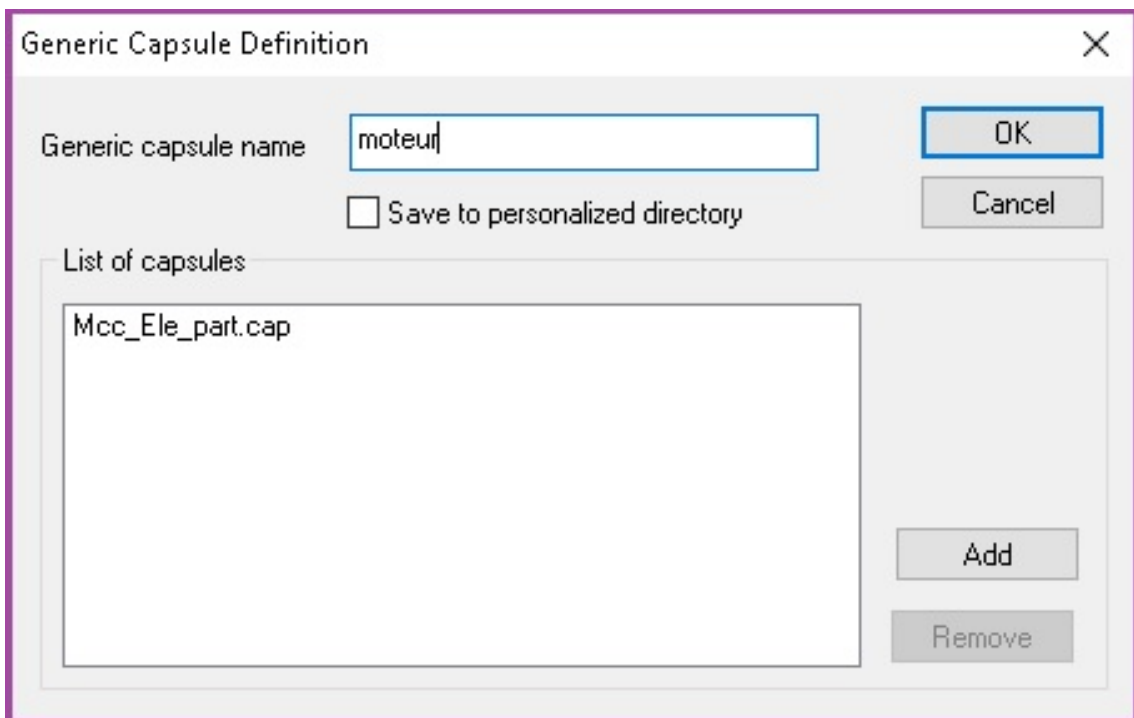 Generic Capsule Definition
Generic capsule name
moteur
OK
Save to personalized directory
Cancel
List of capsules
Mcc_Ele_part.cap
Add
Remove